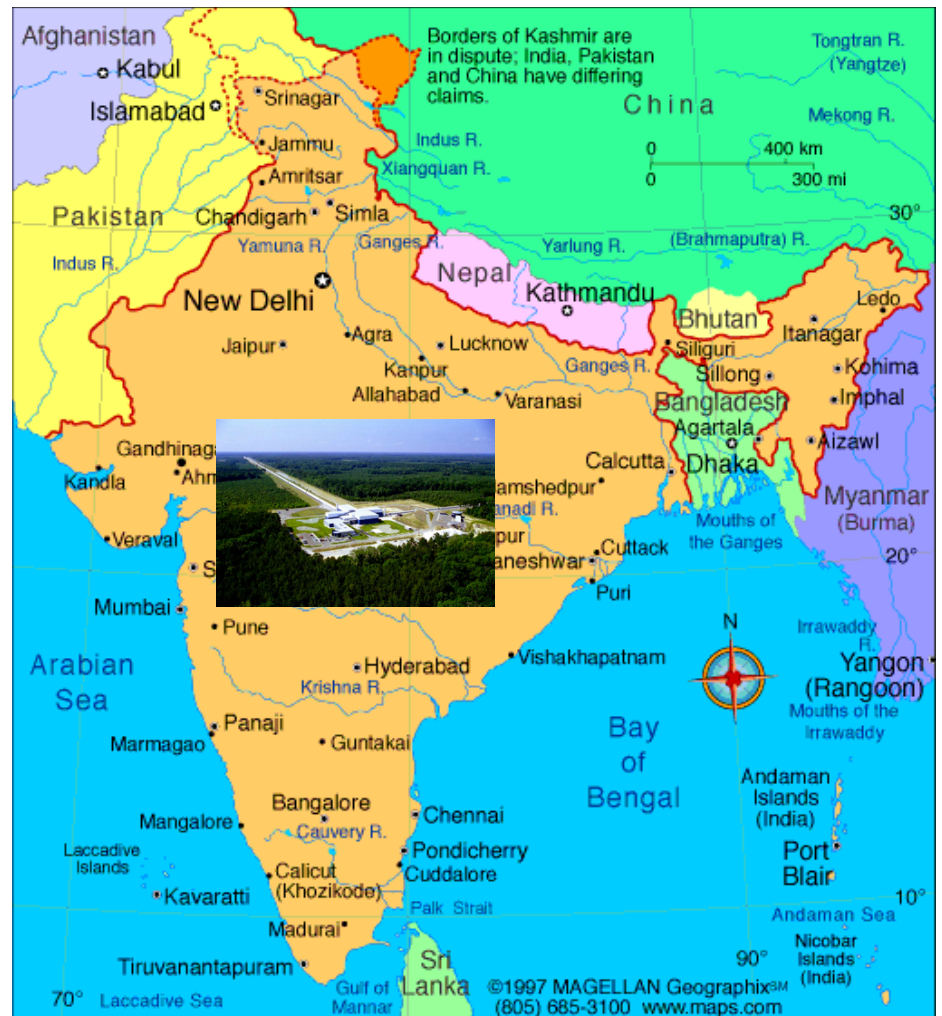 Afghanistan
Kabul
Islamabad
Srinagar
Jammu
Amritsar
Chandigarh
Simla
Pakistan
Indus R.
Yamuna R.
Ganges R.
Borders of Kashmir are
in dispute; India, Pakistan
and China have differing
claims.
China
Tongtran R.
(Yangtze)
Mekong R.
Indus R.
Xiangquan R.
0 400 km
0 300 mi
30°
Yarlung R.
(Brahmaputra) R.
New Delhi
Nepal
Kathmandu
Bhutan
Ledo
Itanagar
Jaipur
Agra
Lucknow
Kanpur
Allahabad
Varanasi
Ganges R.
Siliguri
Sillong
Kohima
Imphal
Bangladesh
Agartala
Dhaka
Aizawl
Gandhinaga
Ahm
Kandla
Calcutta
amshedpur
anadi R.
pur
aneshwar
Cuttack
Puri
Myanmar
(Burma)
Mouths of
the Ganges
20°
Veraval
S
Mumbai
Pune
Arabian
Sea
Hyderabad
Krishna R.
Vishakhapatnam
N
Irrawaddy
R.
Yangon
(Rangoon)
Mouths of the
Irrawaddy
Panaji
Marmagao
Guntakai
Bay
of
Bengal
Bangalore
Chennai
Mangalore
Cauvery R.
Andaman
Islands
(India)
Port
Blair
Laccadive
Islands
Kavaratti
Calicut
(Khozikode)
Pondicherry
Cuddalore
Palk Strait
10°
Andaman Sea
Madurai
Nicobar
Islands
(India)
Tiruvanantapuram
Sri
Lanka
90°
70°
Laccadive Sea
Gulf of
Mannar
©1997 MAGELLAN Geographix℠
(805) 685-3100 www.maps.com